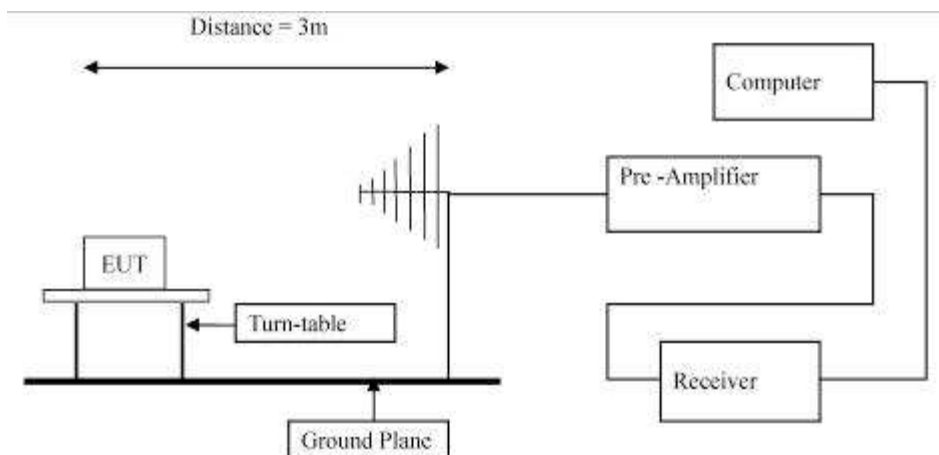 Distance = 3m
Computer
Pre -Amplifier
EUT
Turn-table
Receiver
Ground Plane